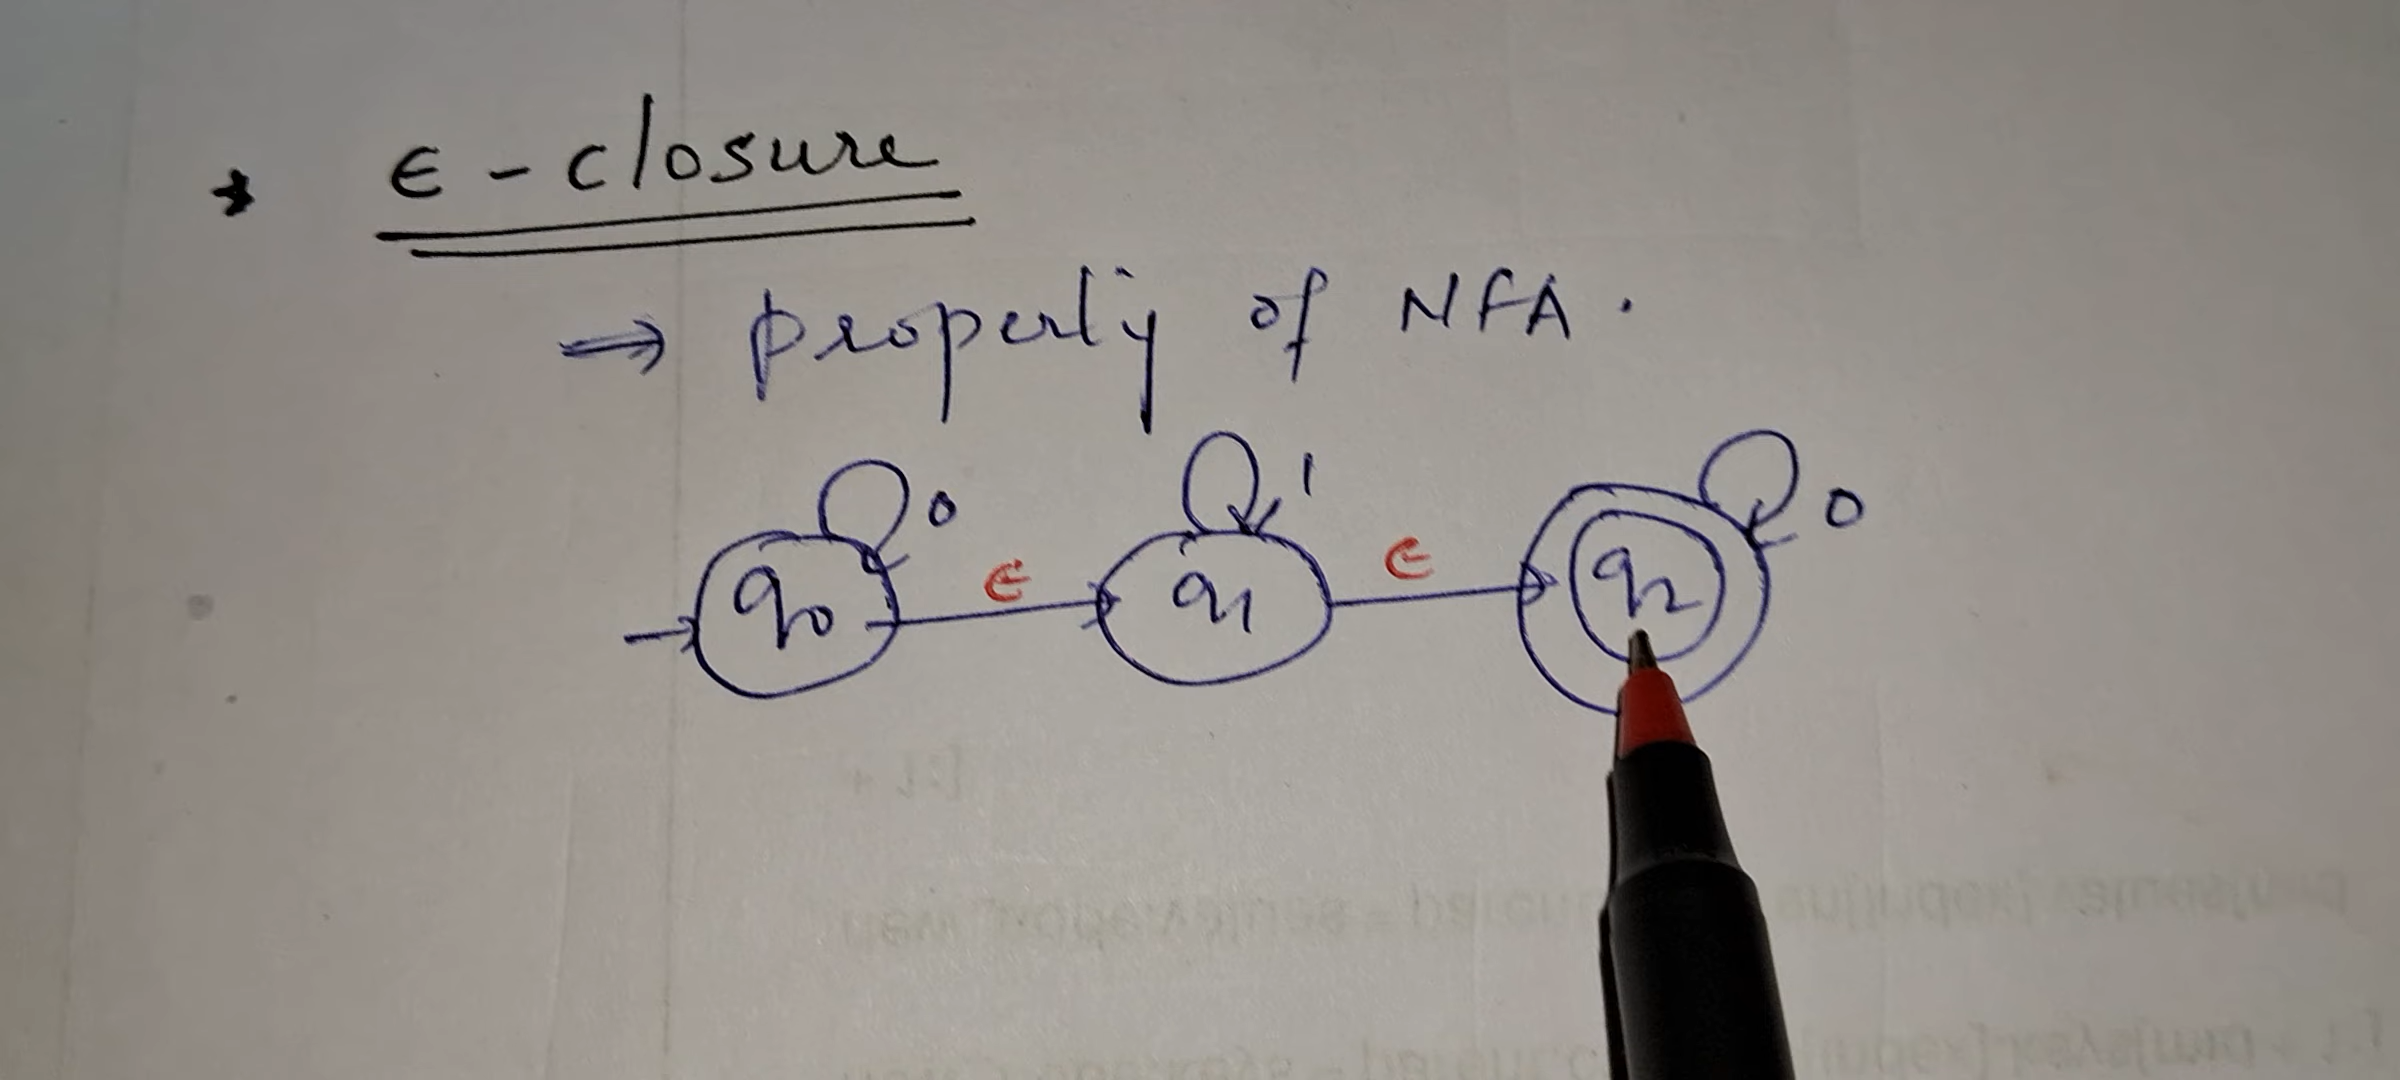 * ϵ - closure
⇒ property of NFA.
0 1 0
q0 ϵ q1 ϵ q2